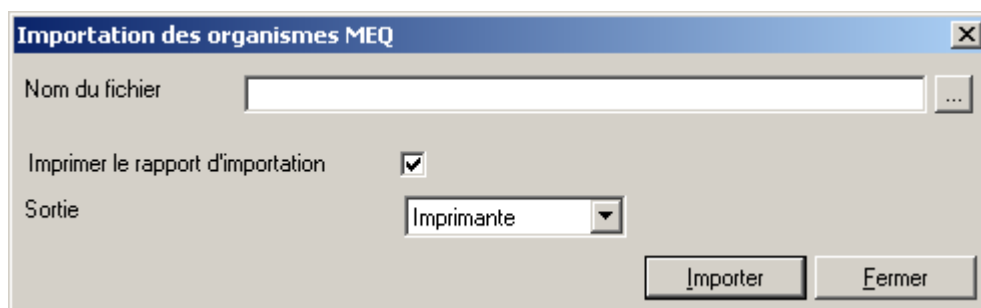 Importation des organismes MEQ
Nom du fichier
...
Imprimer le rapport d'importation
Sortie
Imprimante
Importer
Fermer